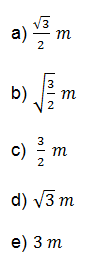 a) √3/2 m
b) √(3/2) m
c) 3/2 m
d) √3 m
e) 3 m